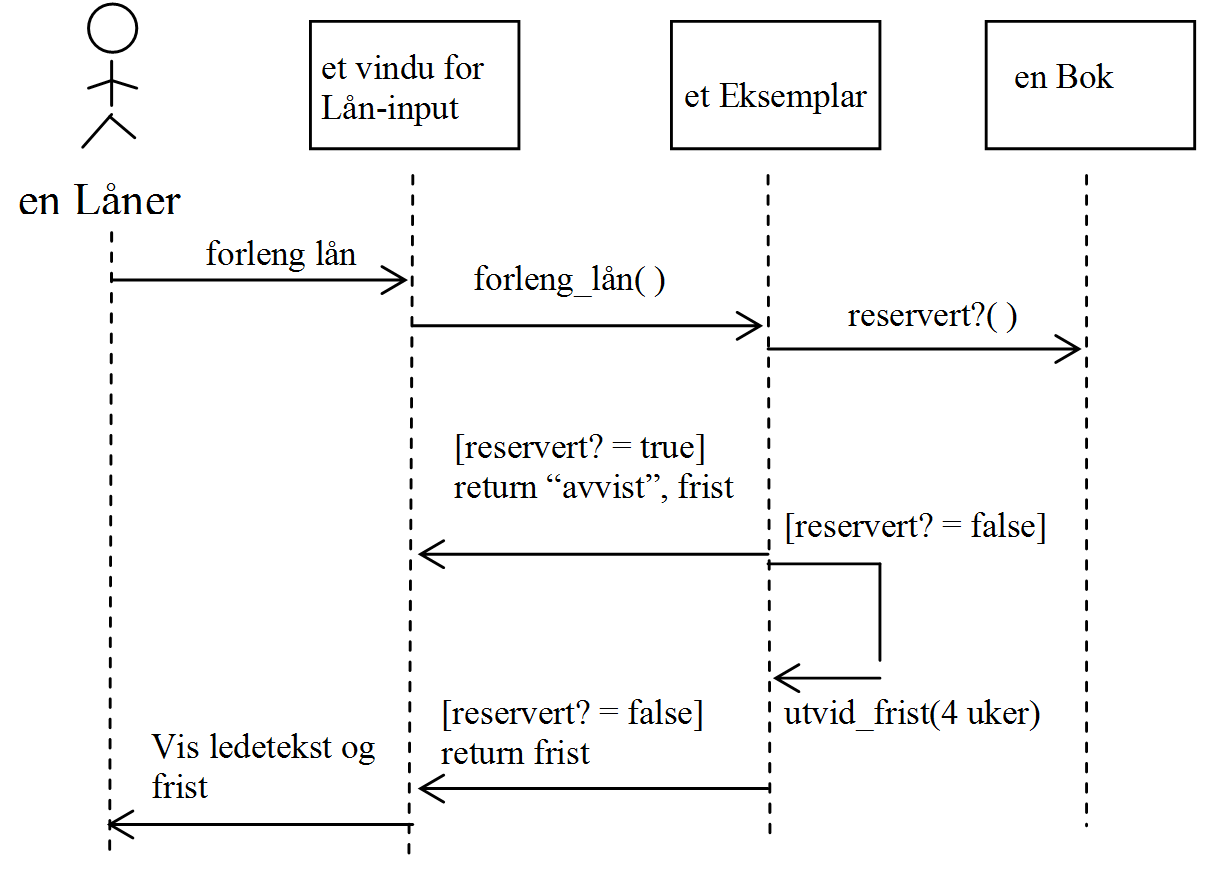 et vindu for
Lån-input
et Eksemplar
en Bok
en Låner
forleng lån
forleng_lån( )
reservert?( )
[reservert? = true]
return “avvist”, frist
[reservert? = false]
utvid_frist(4 uker)
[reservert? = false]
return frist
Vis ledetekst og
frist